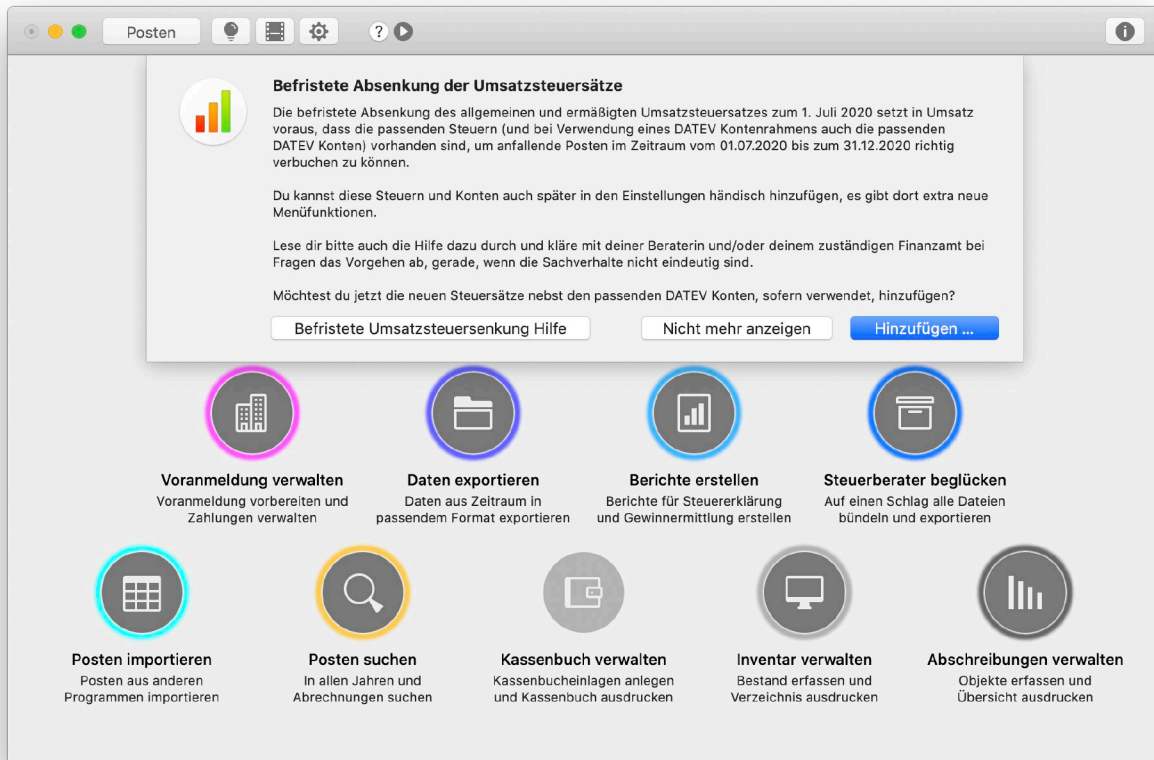 Posten
?
Befristete Absenkung der Umsatzsteuersätze
Die befristete Absenkung des allgemeinen und ermäßigten Umsatzsteuersatzes zum 1. Juli 2020 setzt in Umsatz
voraus, dass die passenden Steuern (und bei Verwendung eines DATEV Kontenrahmens auch die passenden
DATEV Konten) vorhanden sind, um anfallende Posten im Zeitraum vom 01.07.2020 bis zum 31.12.2020 richtig
verbuchen zu können.
Du kannst diese Steuern und Konten auch später in den Einstellungen händisch hinzufügen, es gibt dort extra neue
Menüfunktionen.
Lese dir bitte auch die Hilfe dazu durch und kläre mit deiner Beraterin und/oder deinem zuständigen Finanzamt bei
Fragen das Vorgehen ab, gerade, wenn die Sachverhalte nicht eindeutig sind.
Möchtest du jetzt die neuen Steuersätze nebst den passenden DATEV Konten, sofern verwendet, hinzufügen?
Befristete Umsatzsteuersenkung Hilfe Nicht mehr anzeigen Hinzufügen ...
Voranmeldung verwalten Daten exportieren Berichte erstellen Steuerberater beglücken
Voranmeldung vorbereiten und Daten aus Zeitraum in Berichte für Steuererklärung Auf einen Schlag alle Dateien
Zahlungen verwalten passendem Format exportieren und Gewinnermittlung erstellen bündeln und exportieren
Posten importieren Posten suchen Kassenbuch verwalten Inventar verwalten Abschreibungen verwalten
Posten aus anderen In allen Jahren und Kassenbucheinlagen anlegen Bestand erfassen und Objekte erfassen und
Programmen importieren Abrechnungen suchen und Kassenbuch ausdrucken Verzeichnis ausdrucken Übersicht ausdrucken